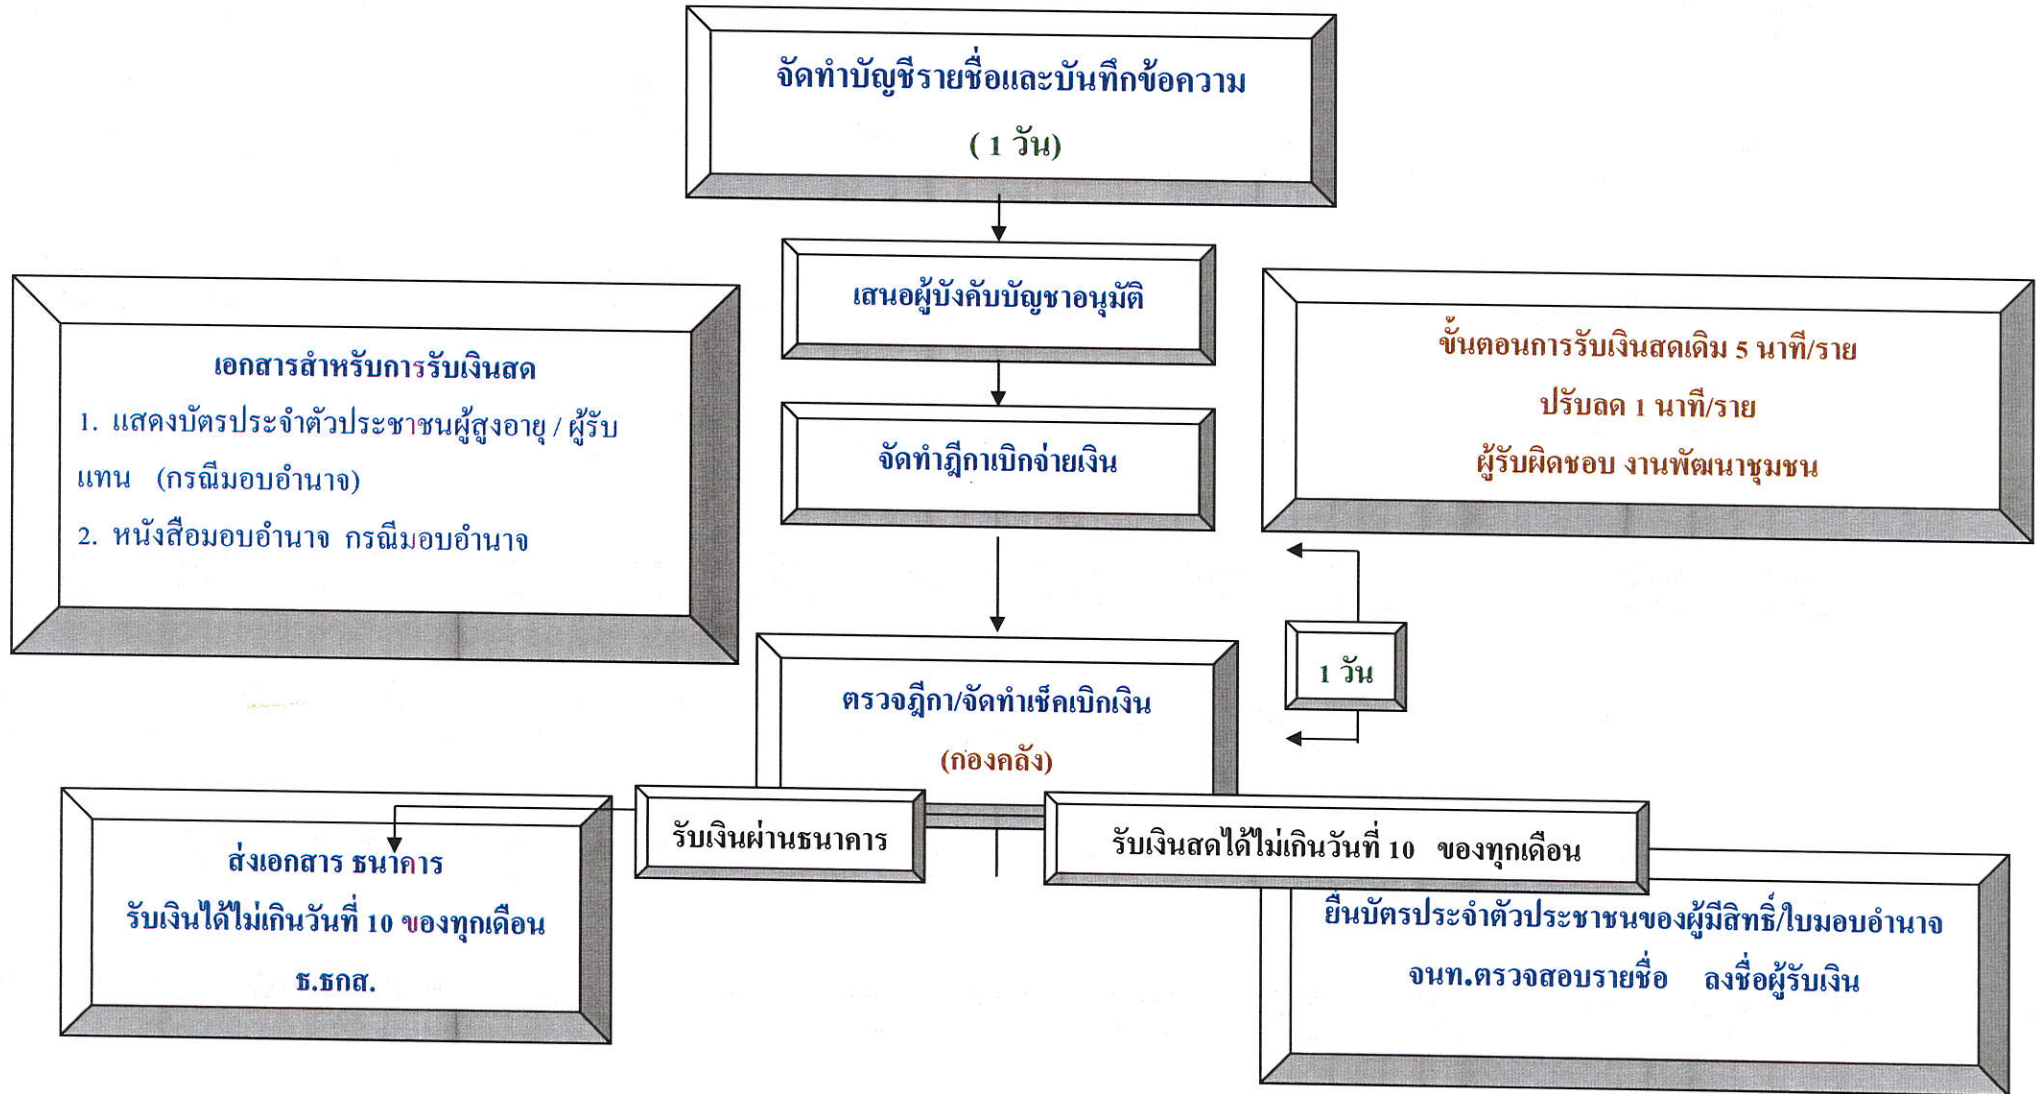 จัดทำบัญชีรายชื่อและบันทึกข้อความ
( 1 วัน)
เสนอผู้บังคับบัญชาอนุมัติ
เอกสารสำหรับการรับเงินสด
1. แสดงบัตรประจำตัวประชาชนผู้สูงอายุ / ผู้รับ
แทน (กรณีมอบอำนาจ)
2. หนังสือมอบอำนาจ กรณีมอบอำนาจ
จัดทำฎีกาเบิกจ่ายเงิน
ขั้นตอนการรับเงินสดเดิม 5 นาที/ราย
ปรับลด 1 นาที/ราย
ผู้รับผิดชอบ งานพัฒนาชุมชน
1 วัน
ตรวจฎีกา/จัดทำเช็คเบิกเงิน
(กองคลัง)
รับเงินผ่านธนาคาร
รับเงินสดได้ไม่เกินวันที่ 10 ของทุกเดือน
ส่งเอกสาร ธนาคาร
รับเงินได้ไม่เกินวันที่ 10 ของทุกเดือน
ธ.ธกส.
ยื่นบัตรประจำตัวประชาชนของผู้มีสิทธิ์/ใบมอบอำนาจ
จนท.ตรวจสอบรายชื่อ ลงชื่อผู้รับเงิน